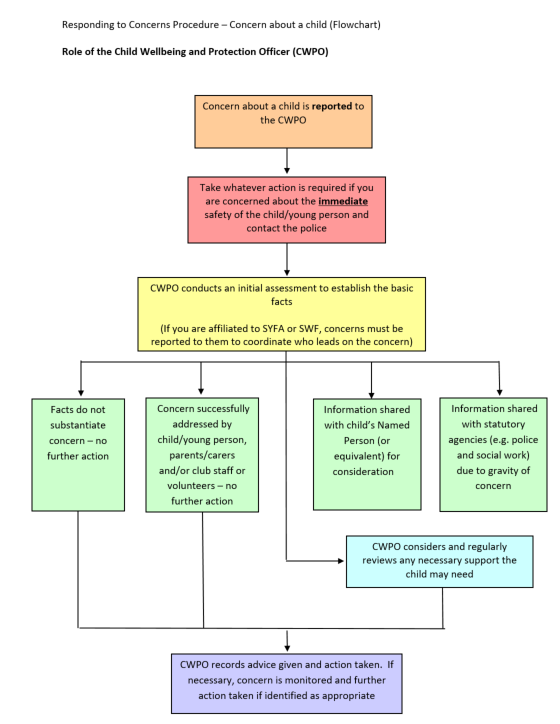 Responding to Concerns Procedure – Concern about a child (Flowchart)
Role of the Child Wellbeing and Protection Officer (CWPO)
Concern about a child is reported to
the CWPO
Take whatever action is required if you
are concerned about the immediate
safety of the child/young person and
contact the police
CWPO conducts an initial assessment to establish the basic
facts
(If you are affiliated to SYFA or SWF, concerns must be
reported to them to coordinate who leads on the concern)
Facts do not
substantiate
concern – no
further action
Concern successfully
addressed by
child/young person,
parents/carers
and/or club staff or
volunteers – no
further action
Information shared
with child's Named
Person (or
equivalent) for
consideration
Information shared
with statutory
agencies (e.g. police
and social work)
due to gravity of
concern
CWPO considers and regularly
reviews any necessary support the
child may need
CWPO records advice given and action taken. If
necessary, concern is monitored and further
action taken if identified as appropriate